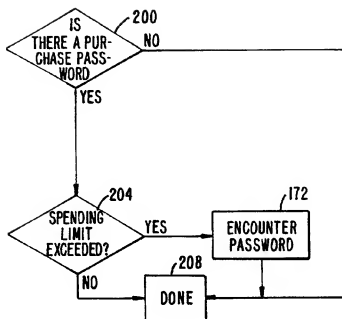 200
IS
THERE A PUR-
CHASE PASS-
WORD
NO
YES
204
SPENDING
LIMIT
EXCEEDED?
YES
172
ENCOUNTER
PASSWORD
NO
208
DONE